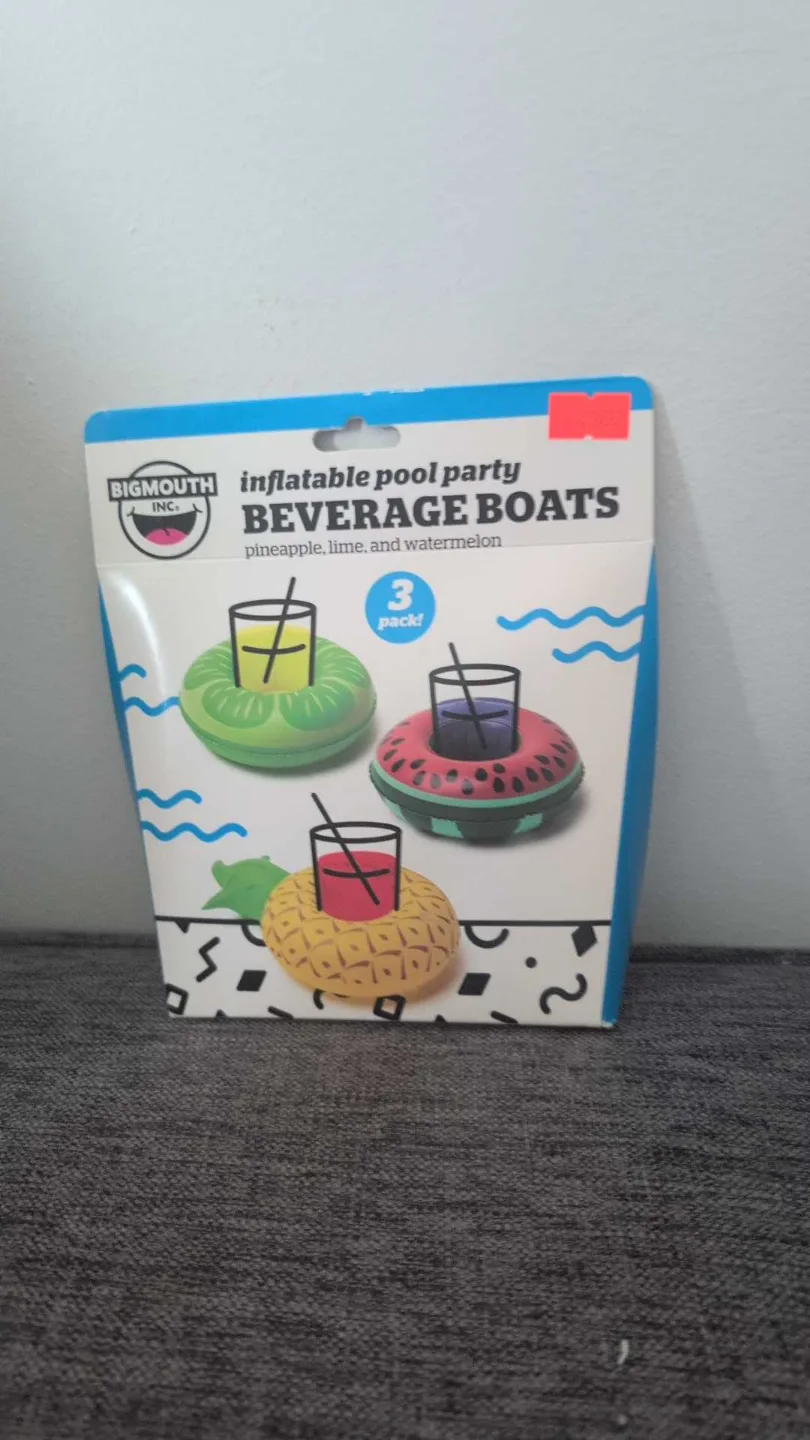 BIGMOUTH
INC.®
inflatable pool party
BEVERAGE BOATS
pineapple, lime, and watermelon
3
pack!